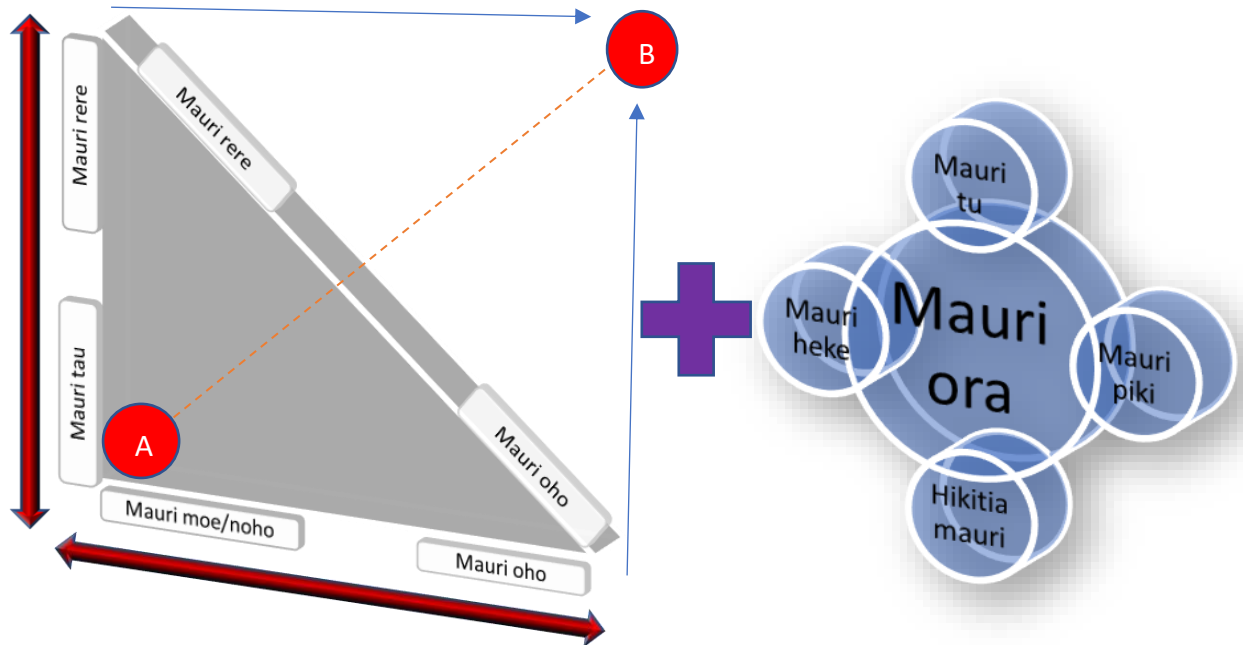 B
Mauri rere
Mauri rere
Mauri tau
A
Mauri moe/noho
Mauri oho
Mauri oho
Mauri
tu
Mauri
heke
Mauri
ora
Mauri
piki
Hikitia
mauri